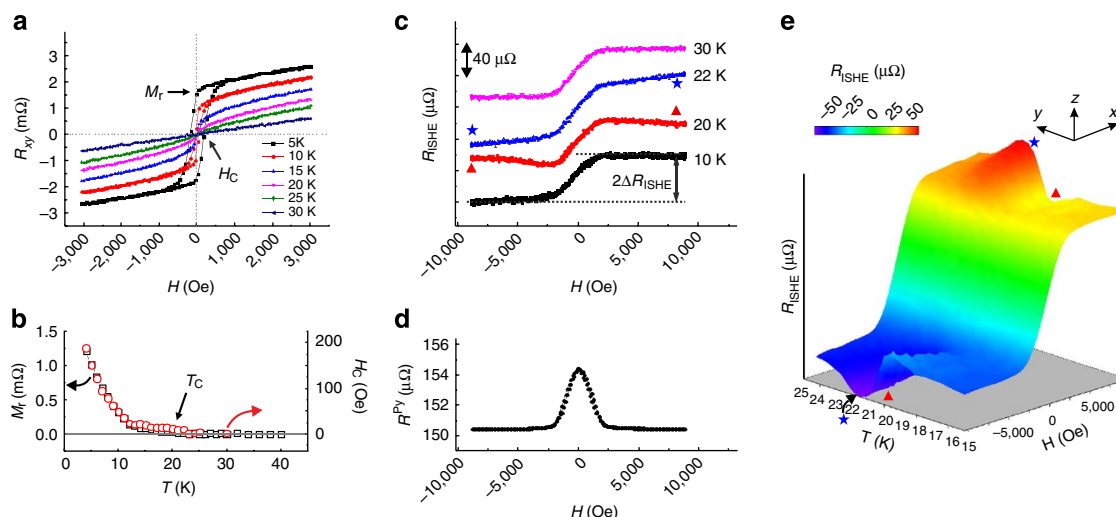 a
R_xy (mΩ)
3
2
1
0
−1
−2
−3
M_r
H_C
5K
10 K
15 K
20 K
25 K
30 K
−3,000
−2,000
−1,000
0
1,000
2,000
3,000
H (Oe)
b
M_r (mΩ)
1.5
1.0
0.5
0.0
T_C
200
100
0
H_C (Oe)
0
10
20
30
40
T (K)
c
40 μΩ
R_ISHE (μΩ)
30 K
22 K
20 K
10 K
2ΔR_ISHE
−10,000
−5,000
0
5,000
10,000
H (Oe)
d
R^Py (μΩ)
156
154
152
150
−10,000
−5,000
0
5,000
10,000
H (Oe)
e
R_ISHE (μΩ)
−50
−25
0
25
50
z
y
x
R_ISHE (μΩ)
25
24
23
22
21
20
19
18
17
16
15
T (K)
−5,000
0
5,000
H (Oe)